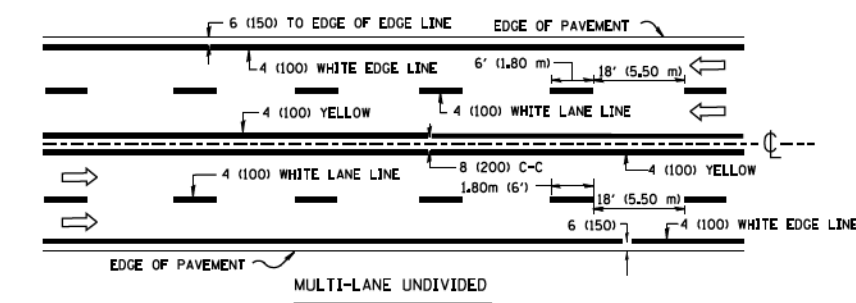 6 (150) TO EDGE OF EDGE LINE
EDGE OF PAVEMENT
4 (100) WHITE EDGE LINE
6' (1.80 m)
18' (5.50 m)
4 (100) YELLOW
4 (100) WHITE LANE LINE
℄
4 (100) WHITE LANE LINE
8 (200) C-C
4 (100) YELLOW
1.80m (6')
18' (5.50 m)
6 (150)
4 (100) WHITE EDGE LINE
EDGE OF PAVEMENT
MULTI-LANE UNDIVIDED